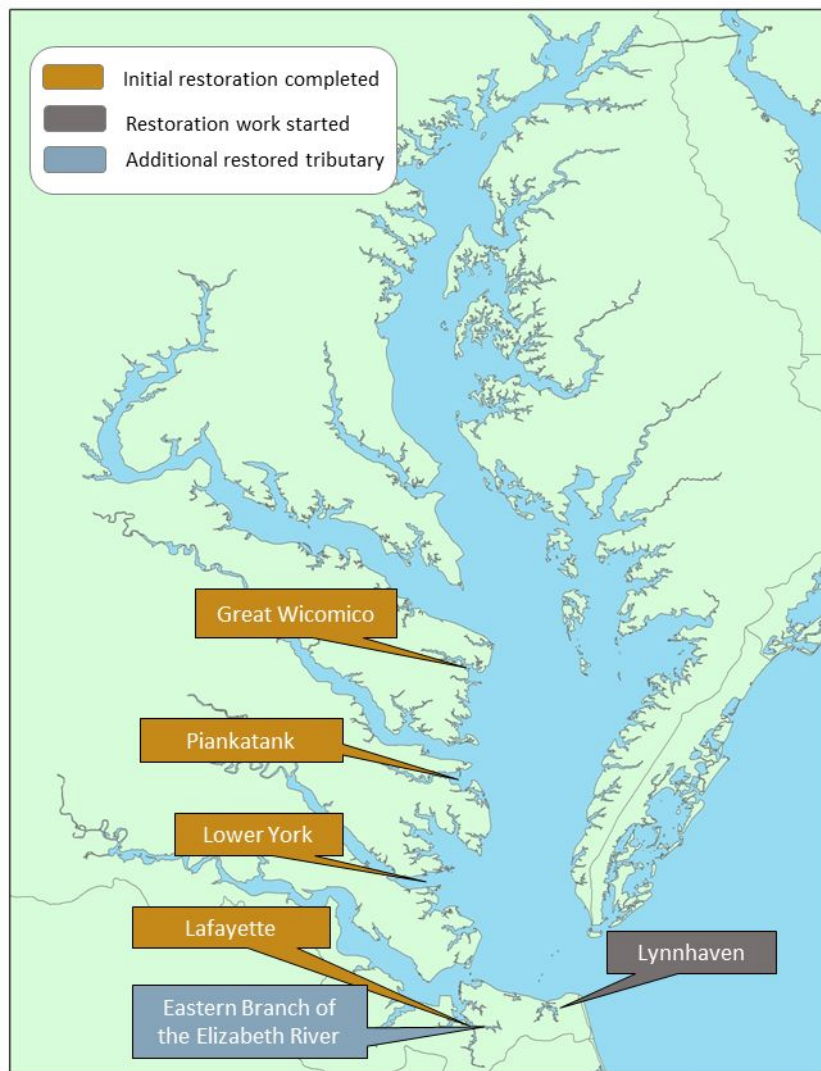 Initial restoration completed
Restoration work started
Additional restored tributary
Great Wicomico
Piankatank
Lower York
Lafayette
Lynnhaven
Eastern Branch of
the Elizabeth River